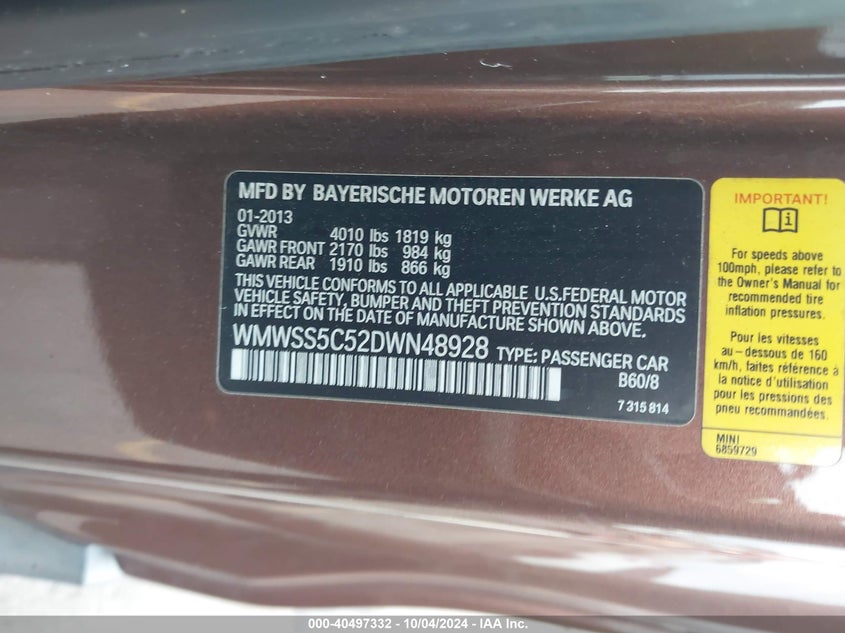 MFD BY BAYERISCHE MOTOREN WERKE AG
01-2013
GVWR 4010 lbs 1819 kg
GAWR FRONT 2170 lbs 984 kg
GAWR REAR 1910 lbs 866 kg
THIS VEHICLE CONFORMS TO ALL APPLICABLE U.S.FEDERAL MOTOR
VEHICLE SAFETY, BUMPER AND THEFT PREVENTION STANDARDS
IN EFFECT ON THE DATE OF MANUFACTURE SHOWN ABOVE.
WMWSS5C52DWN48928 TYPE: PASSENGER CAR
B60/8
7 315 814
IMPORTANT!
i
For speeds above
100mph, please refer to
the Owner's Manual for
recommended tire
inflation pressures.
Pour les vitesses
au-dessous de 160
km/h, faites référence à
la notice d'utilisation
pour les pressions des
pneu recommandées.
MINI
6859729
000-40497332 - 10/04/2024 - IAA Inc.